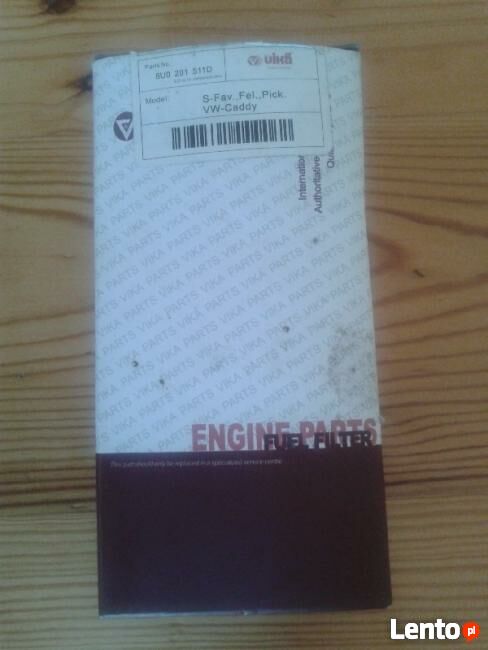 Parts No.
6U0 201 511D
vika
Model:
S-Fav.,Fel.,Pick.
VW-Caddy
Internation
Authoritative
Qu
VIKA PARTS VIKA PARTS VIKA PARTS
ENGINE PARTS
FUEL FILTER
This part should only be replaced in a specialized service centre.
Lento pl